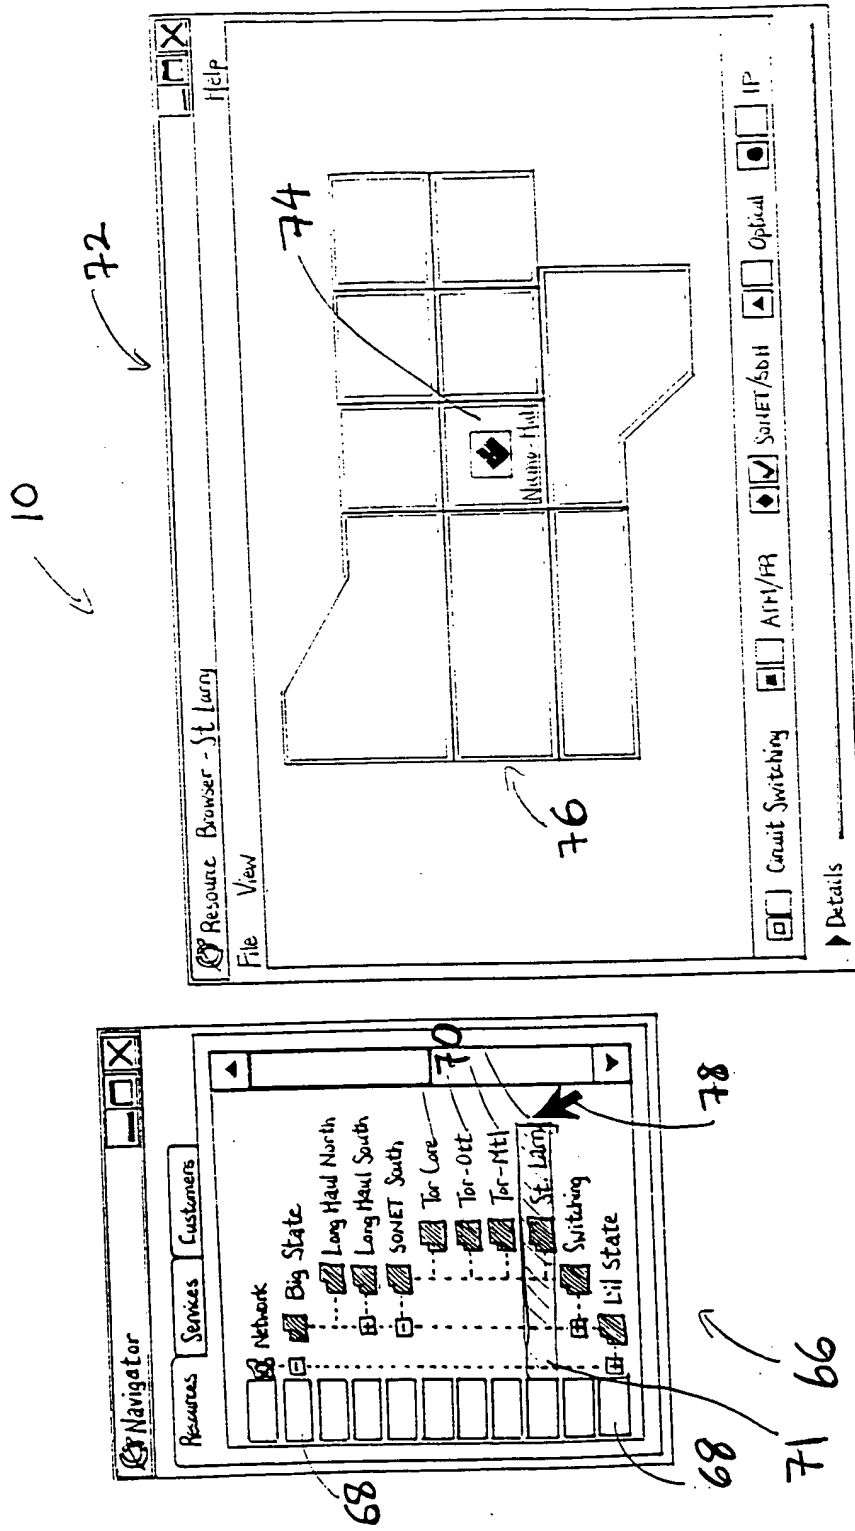 10
72
Resource Browser - St Larry
File View Help
74
76
Circuit Switching ATM/FR SONET/SDH Optical IP
Details
Navigator
Resources Services Customers
Network
Big State
Long Haul North
Long Haul South
SONET South
Tor Core
Tor-Ott
Tor-Mtl
St. Larry
Switching
Lil State
70
78
68
68
71
66